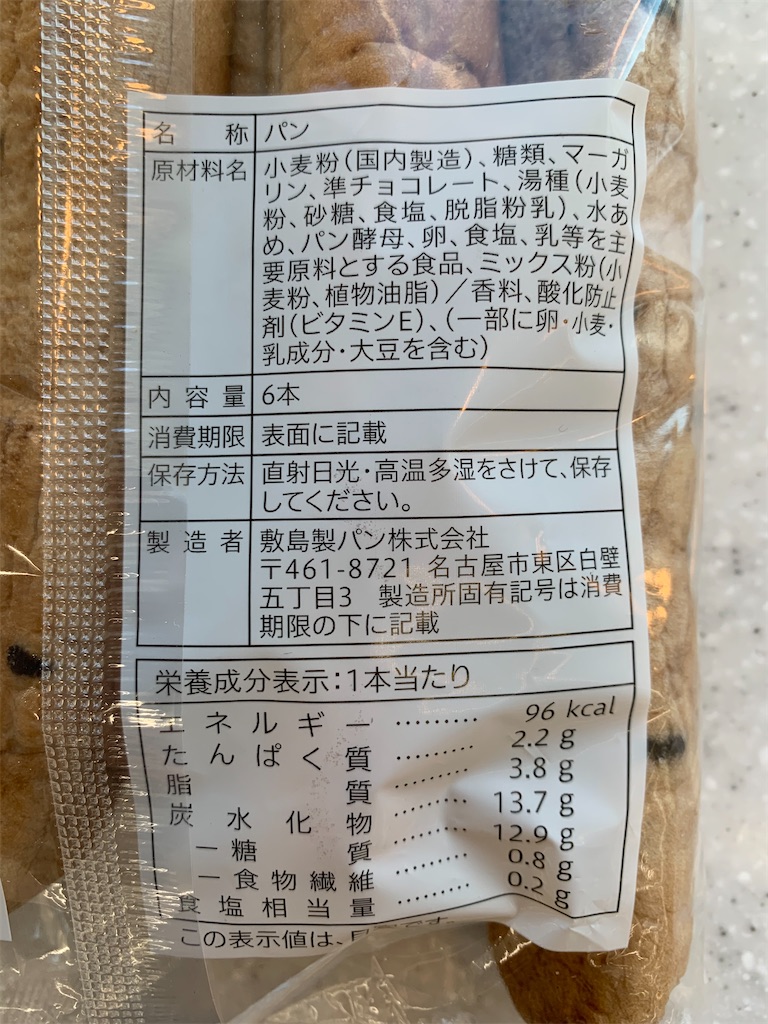 名称 パン
原材料名 小麦粉(国内製造)、糖類、マーガ
リン、準チョコレート、湯種(小麦
粉、砂糖、食塩、脱脂粉乳)、水あ
め、パン酵母、卵、食塩、乳等を主
要原料とする食品、ミックス粉(小
麦粉、植物油脂)/香料、酸化防止
剤(ビタミンE)、(一部に卵・小麦・
乳成分・大豆を含む)
内容量 6本
消費期限 表面に記載
保存方法 直射日光・高温多湿をさけて、保存
してください。
製造者 敷島製パン株式会社
〒461-8721 名古屋市東区白壁
五丁目3 製造所固有記号は消費
期限の下に記載
栄養成分表示:1本当たり
エネルギー ……… 96 kcal
たんぱく質 ……… 2.2 g
脂質 ……… 3.8 g
炭水化物 ……… 13.7 g
-糖質 ……… 12.9 g
-食物繊維 ……… 0.8 g
食塩相当量 ……… 0.2 g
この表示値は、